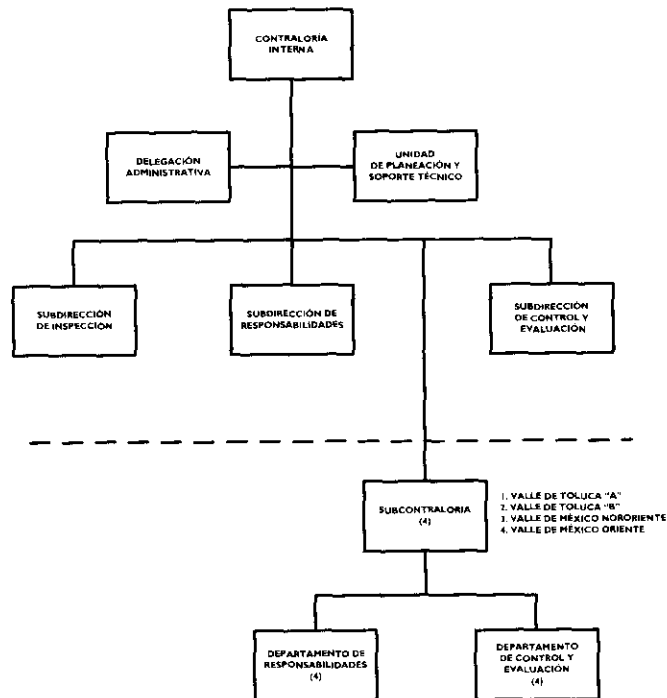 CONTRALORÍA
INTERNA
DELEGACIÓN
ADMINISTRATIVA
UNIDAD
DE PLANEACIÓN Y
SOPORTE TÉCNICO
SUBDIRECCIÓN
DE INSPECCIÓN
SUBDIRECCIÓN DE
RESPONSABILIDADES
SUBDIRECCIÓN
DE CONTROL Y
EVALUACIÓN
SUBCONTRALORIA
(4)
1. VALLE DE TOLUCA "A"
2. VALLE DE TOLUCA "B"
3. VALLE DE MÉXICO NORORIENTE
4. VALLE DE MÉXICO ORIENTE
DEPARTAMENTO DE
RESPONSABILIDADES
(4)
DEPARTAMENTO
DE CONTROL Y
EVALUACIÓN
(4)